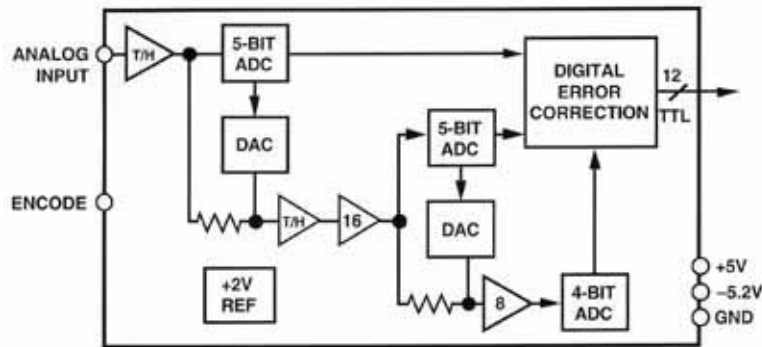 ANALOG
INPUT
T/H
5-BIT
ADC
DIGITAL
ERROR
CORRECTION
12
TTL
DAC
5-BIT
ADC
ENCODE
T/H
16
DAC
+2V
REF
8
4-BIT
ADC
+5V
–5.2V
GND